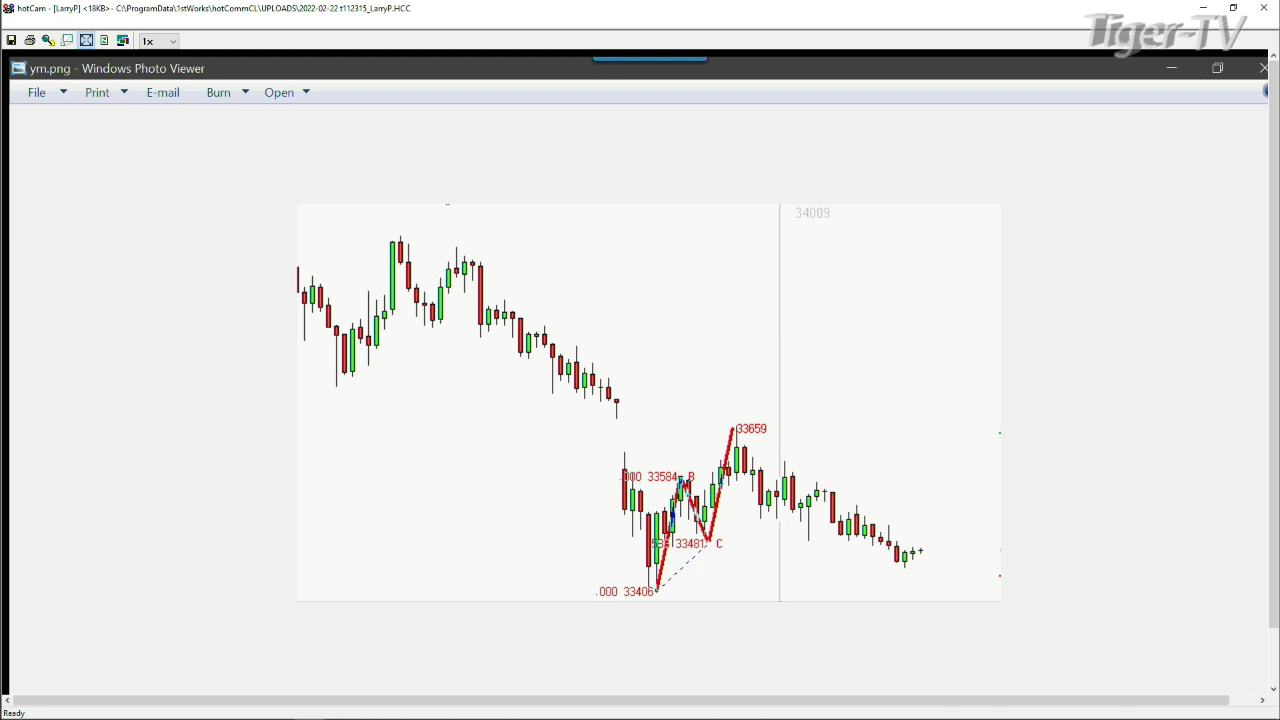 hotCam - [LarryP] <18KB>- C:\ProgramData\1stWorks\hotCommCL\UPLOADS\2022-02-22 t112315_LarryP.HCC
Tiger-TV
1x
ym.png - Windows Photo Viewer
File Print E-mail Burn Open
34009
33659
.000 33584 B
33481 C
.000 33406
Ready